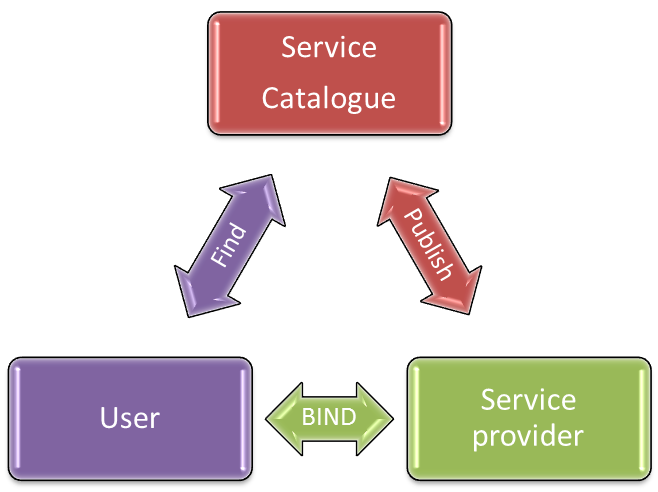 Service
Catalogue
Find
Publish
User
BIND
Service
provider